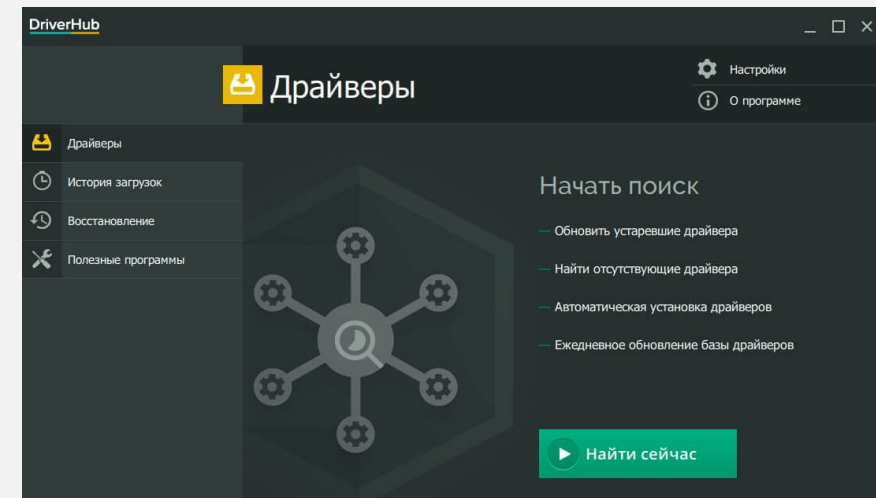 DriverHub
Драйверы
Настройки
О программе
Драйверы
История загрузок
Восстановление
Полезные программы
Начать поиск
— Обновить устаревшие драйвера
— Найти отсутствующие драйвера
— Автоматическая установка драйверов
— Ежедневное обновление базы драйверов
Найти сейчас